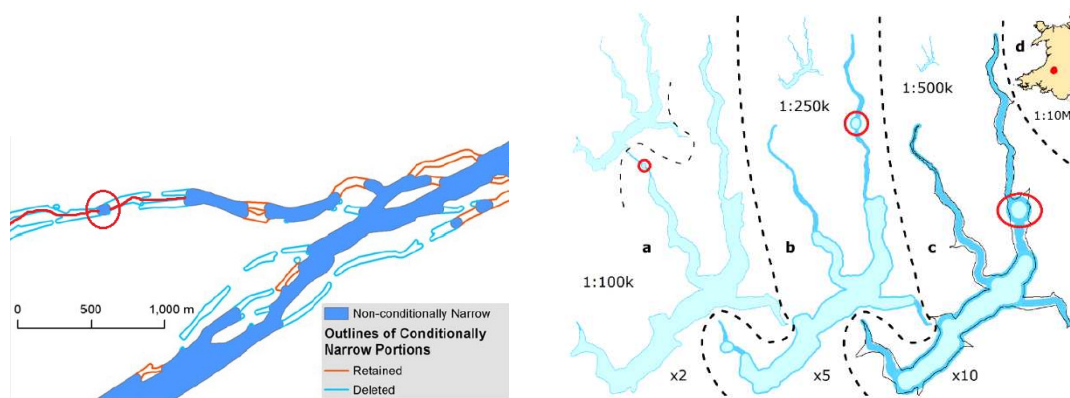 0 500 1,000 m
Non-conditionally Narrow
Outlines of Conditionally
Narrow Portions
Retained
Deleted
a
1:100k
x2
1:250k
b
x5
1:500k
c
x10
d
1:10M